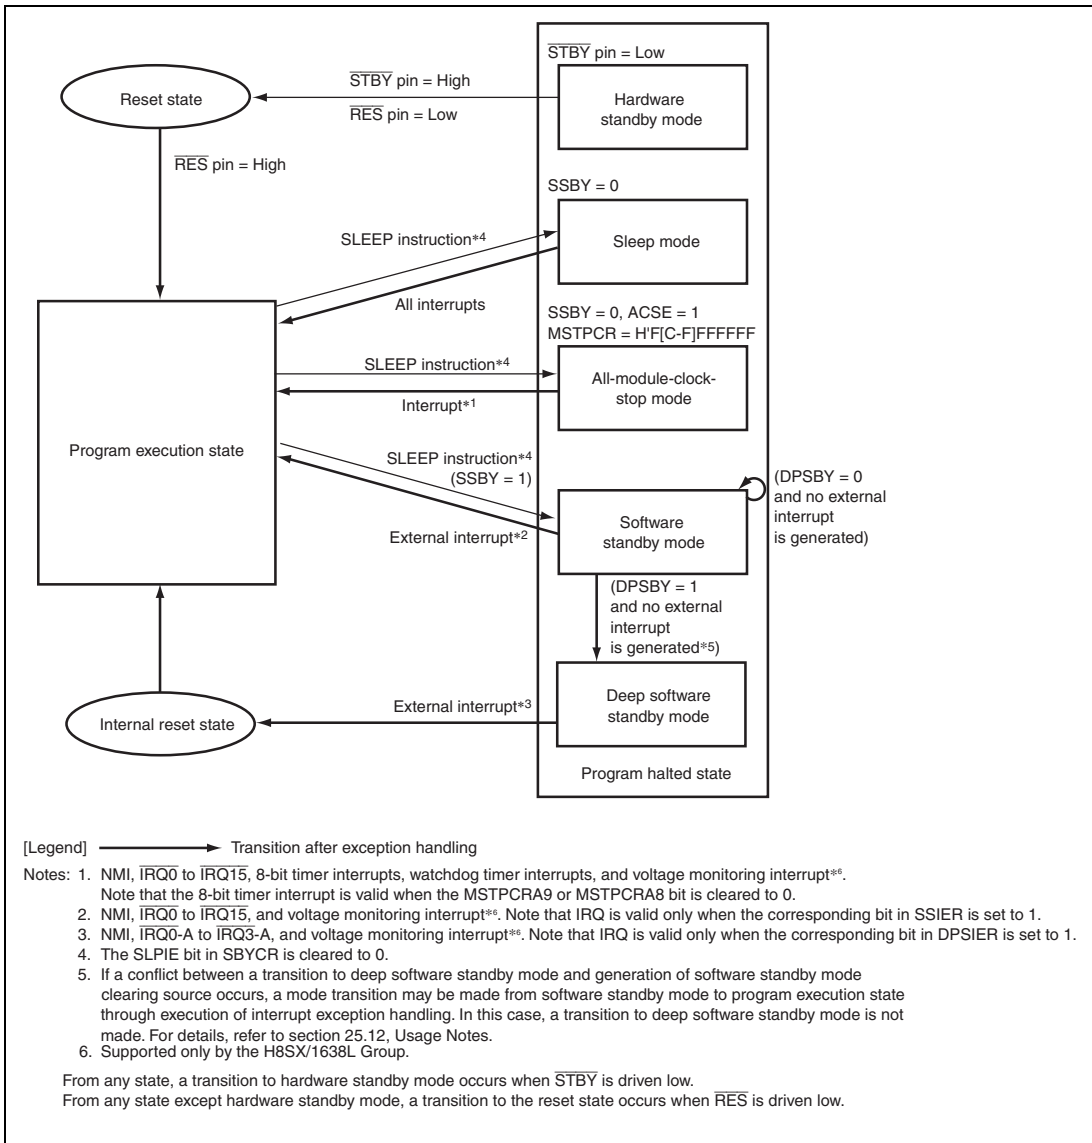 STBY pin = Low
Reset state
STBY pin = High
RES pin = Low
Hardware
standby mode
RES pin = High
SSBY = 0
SLEEP instruction*4
Sleep mode
All interrupts
SSBY = 0, ACSE = 1
MSTPCR = H'F[C-F]FFFFFF
SLEEP instruction*4
All-module-clock-
stop mode
Interrupt*1
Program execution state
SLEEP instruction*4
(SSBY = 1)
External interrupt*2
Software
standby mode
(DPSBY = 0
and no external
interrupt
is generated)
(DPSBY = 1
and no external
interrupt
is generated*5)
Internal reset state
External interrupt*3
Deep software
standby mode
Program halted state
[Legend] Transition after exception handling
Notes: 1. NMI, IRQ0 to IRQ15, 8-bit timer interrupts, watchdog timer interrupts, and voltage monitoring interrupt*6.
Note that the 8-bit timer interrupt is valid when the MSTPCRA9 or MSTPCRA8 bit is cleared to 0.
2. NMI, IRQ0 to IRQ15, and voltage monitoring interrupt*6. Note that IRQ is valid only when the corresponding bit in SSIER is set to 1.
3. NMI, IRQ0-A to IRQ3-A, and voltage monitoring interrupt*6. Note that IRQ is valid only when the corresponding bit in DPSIER is set to 1.
4. The SLPIE bit in SBYCR is cleared to 0.
5. If a conflict between a transition to deep software standby mode and generation of software standby mode
clearing source occurs, a mode transition may be made from software standby mode to program execution state
through execution of interrupt exception handling. In this case, a transition to deep software standby mode is not
made. For details, refer to section 25.12, Usage Notes.
6. Supported only by the H8SX/1638L Group.
From any state, a transition to hardware standby mode occurs when STBY is driven low.
From any state except hardware standby mode, a transition to the reset state occurs when RES is driven low.